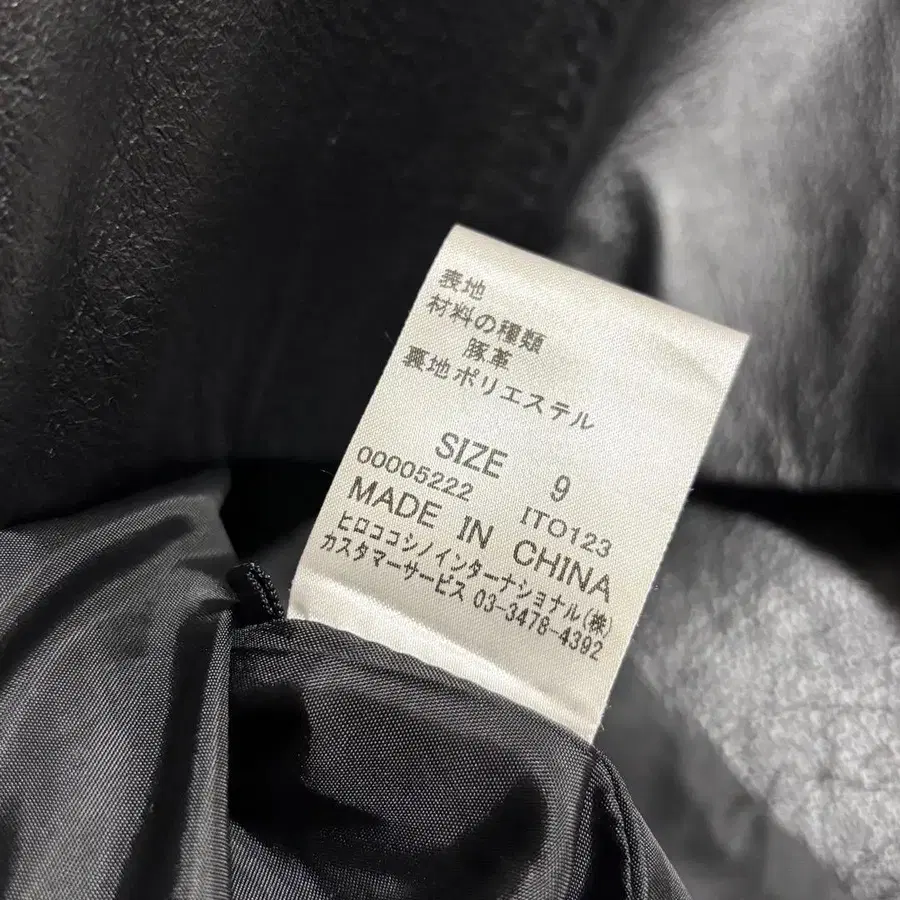 表地
材料の種類
豚革
裏地ポリエステル
SIZE 9
00005222 ITO123
MADE IN CHINA
ヒロココシノインターナショナル(株)
カスタマーサービス 03-3478-4392